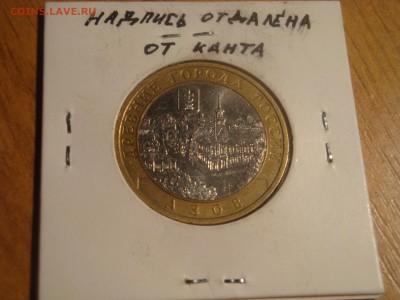 COINS.LAVE.RU
НАДПИСЬ ОТДАЛЕНА
ОТ КАНТА
ДРЕВНИЕ ГОРОДА РОССИИ
АЗОВ